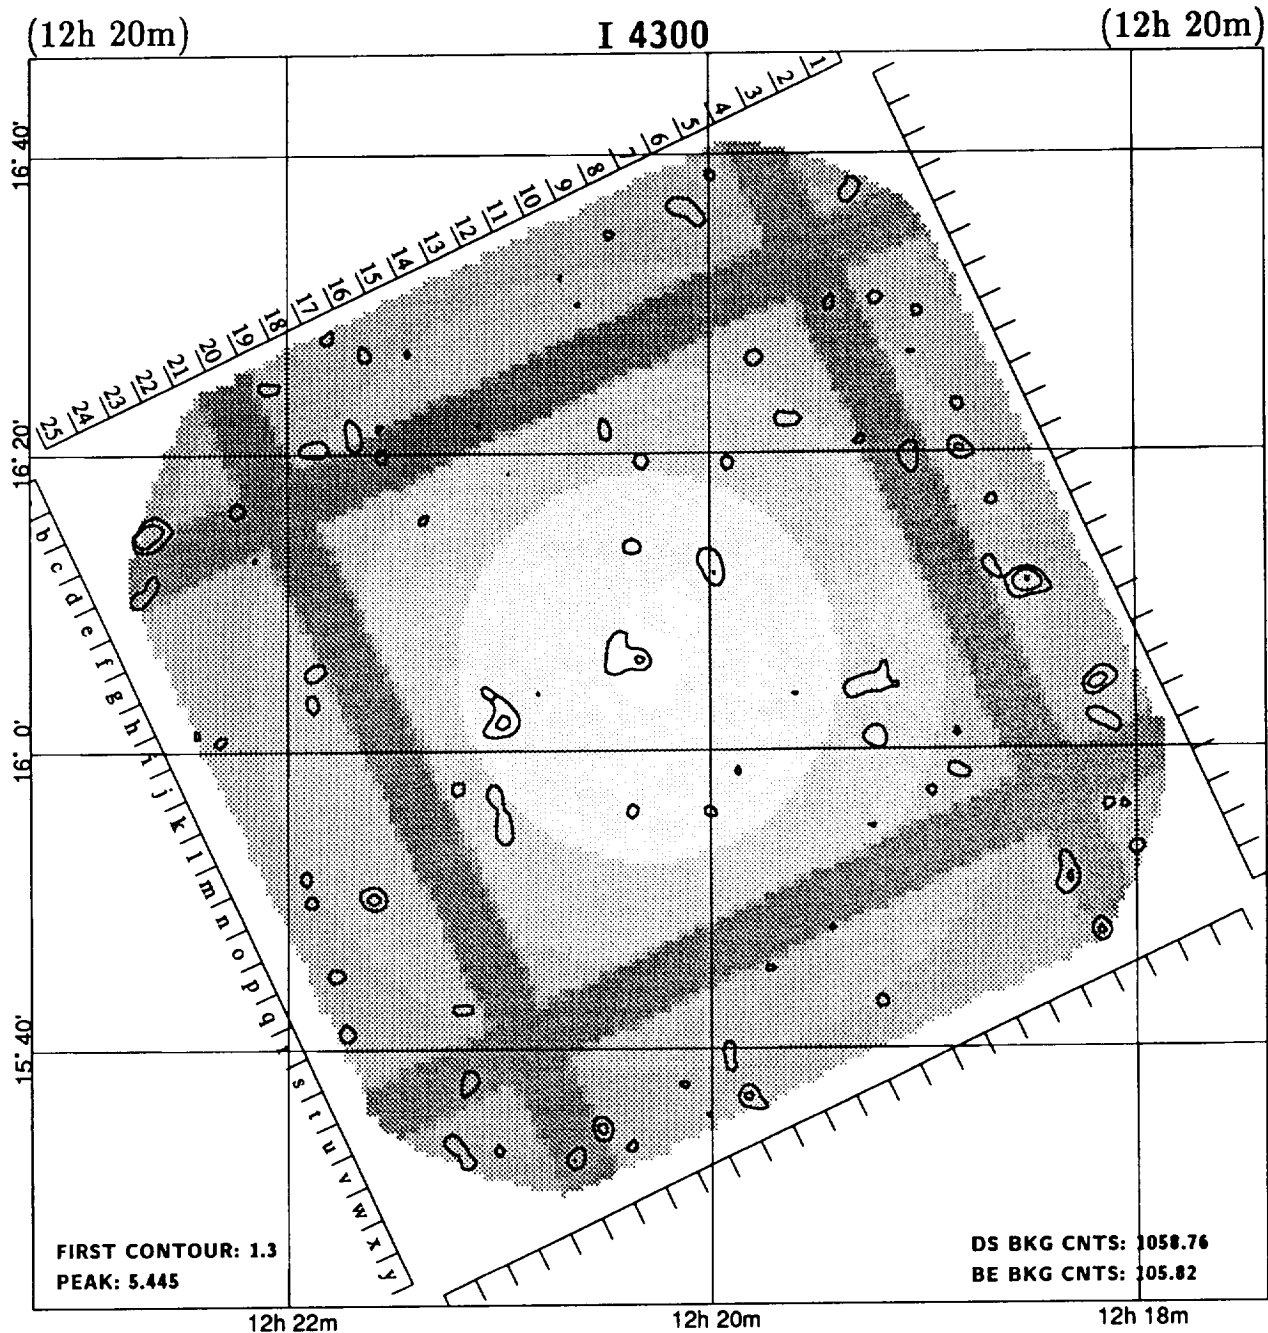 (12h 20m) I 4300 (12h 20m)
1 2 3 4 5 6 7 8 9 10 11 12 13 14 15 16 17 18 19 20 21 22 23 24 25
16° 40'
16° 20'
16° 0'
15° 40'
b c d e f g h i j k l m n o p q r s t u v w x y
FIRST CONTOUR: 1.3
PEAK: 5.445
DS BKG CNTS: 1058.76
BE BKG CNTS: 105.82
12h 22m 12h 20m 12h 18m